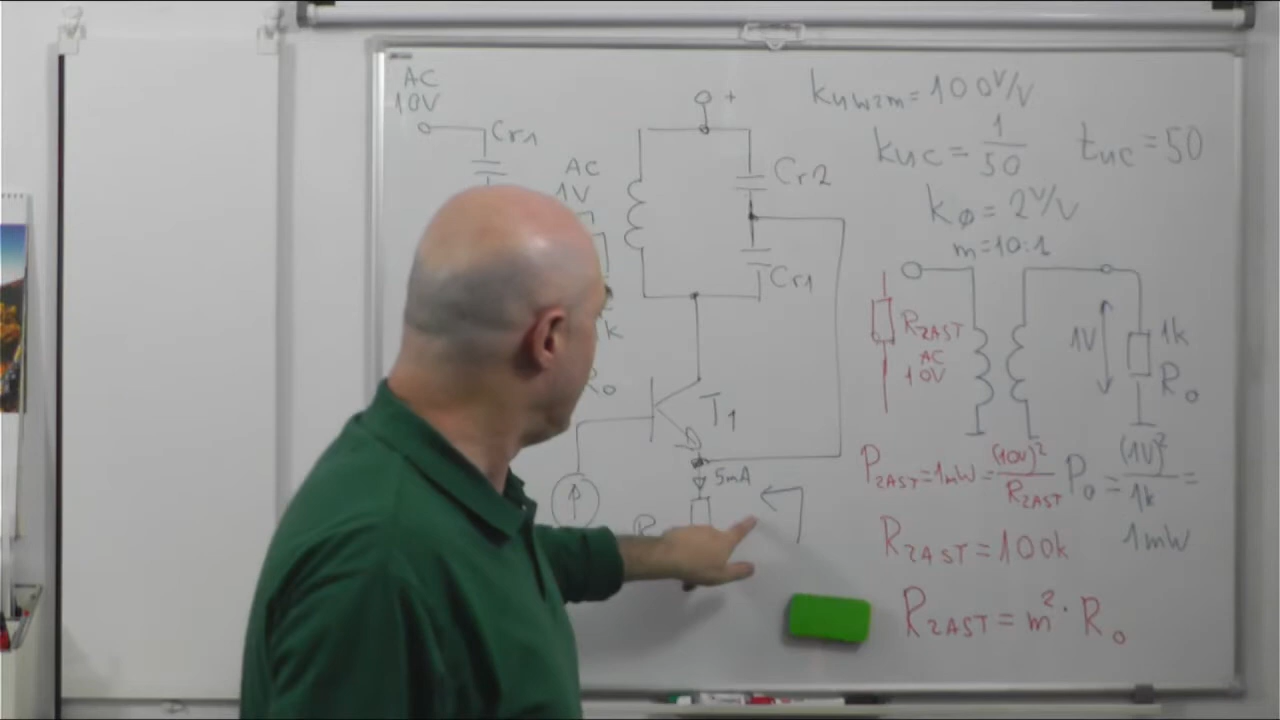 AC
10V
Cr1
AC
1V
k
Ro
+
Cr2
Cr1
T1
5mA
R
kuwzm = 100 V/V
kuc = 1/50
tuc = 50
kø = 2 V/V
m = 10:1
RZAST
AC
10V
1V
1k
Ro
PZAST = 1mW = (10V)²/RZAST
Po = (1V)²/1k =
1mW
RZAST = 100k
RZAST = m² · Ro